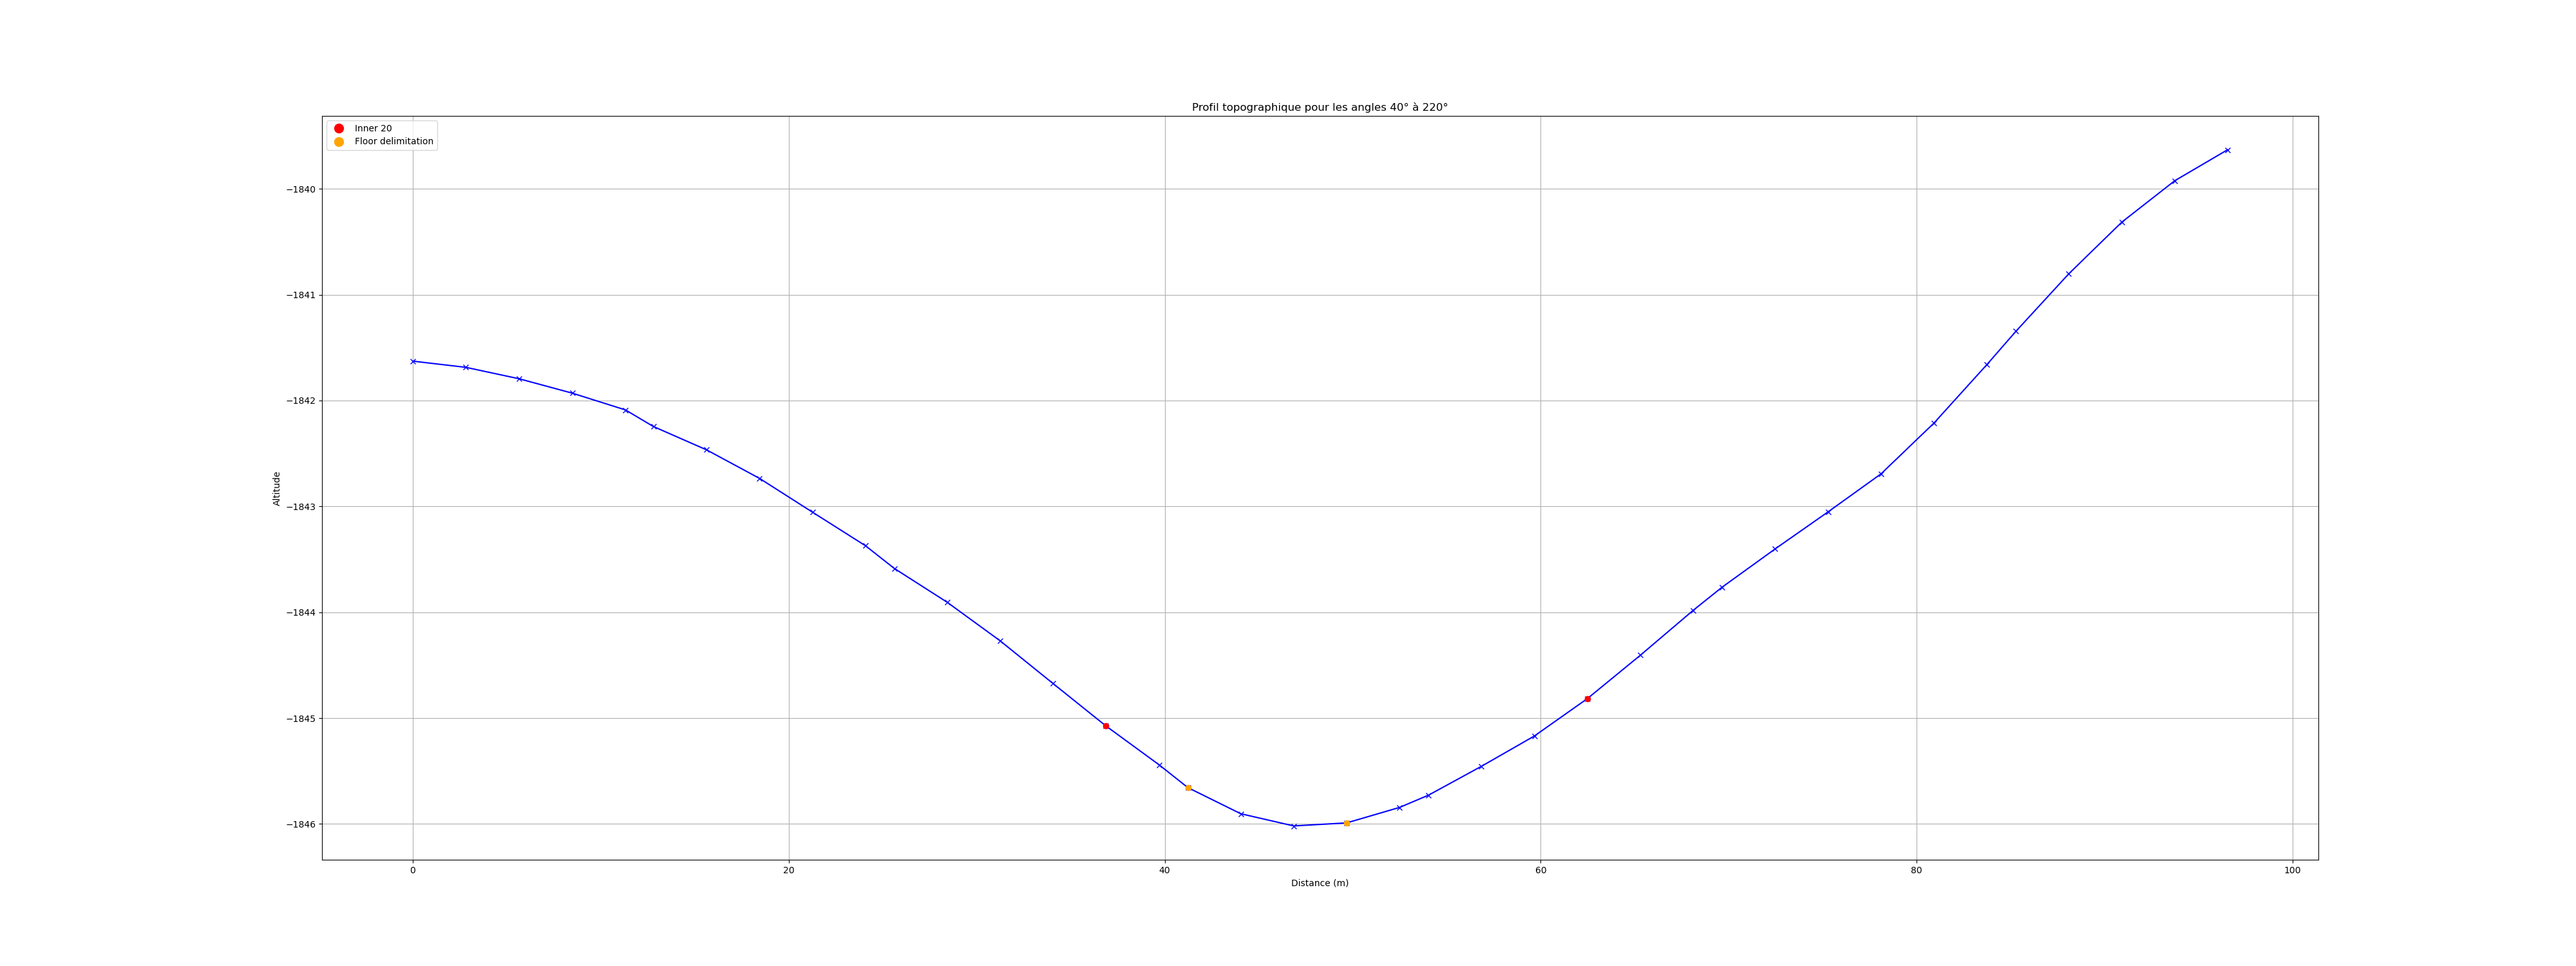 Profil topographique pour les angles 40° à 220°
Inner 20
Floor delimitation
−1840
−1841
−1842
−1843
−1844
−1845
−1846
Altitude
0 20 40 60 80 100
Distance (m)